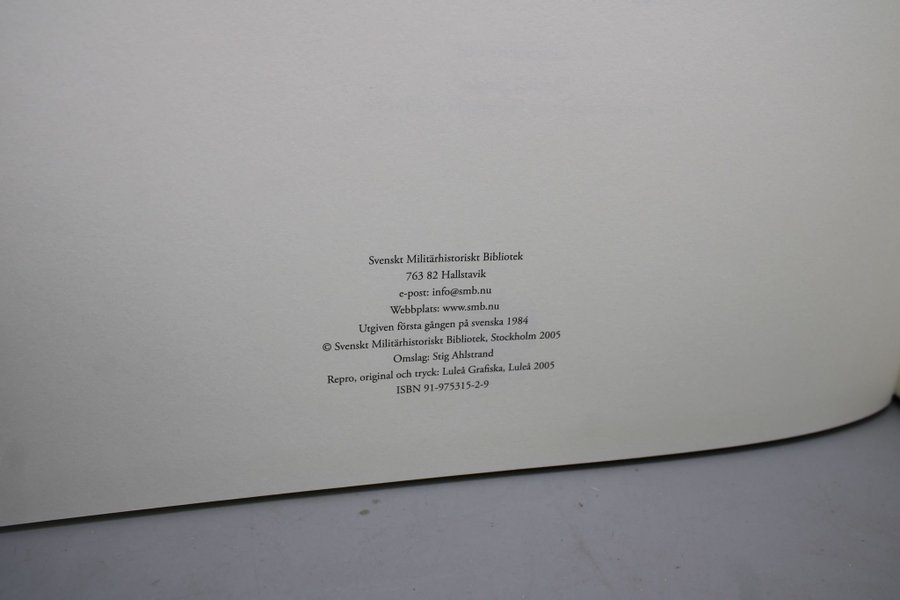 Svenskt Militärhistoriskt Bibliotek
763 82 Hallstavik
e-post: info@smb.nu
Webbplats: www.smb.nu
Utgiven första gången på svenska 1984
© Svenskt Militärhistoriskt Bibliotek, Stockholm 2005
Omslag: Stig Ahlstrand
Repro, original och tryck: Luleå Grafiska, Luleå 2005
ISBN 91-975315-2-9